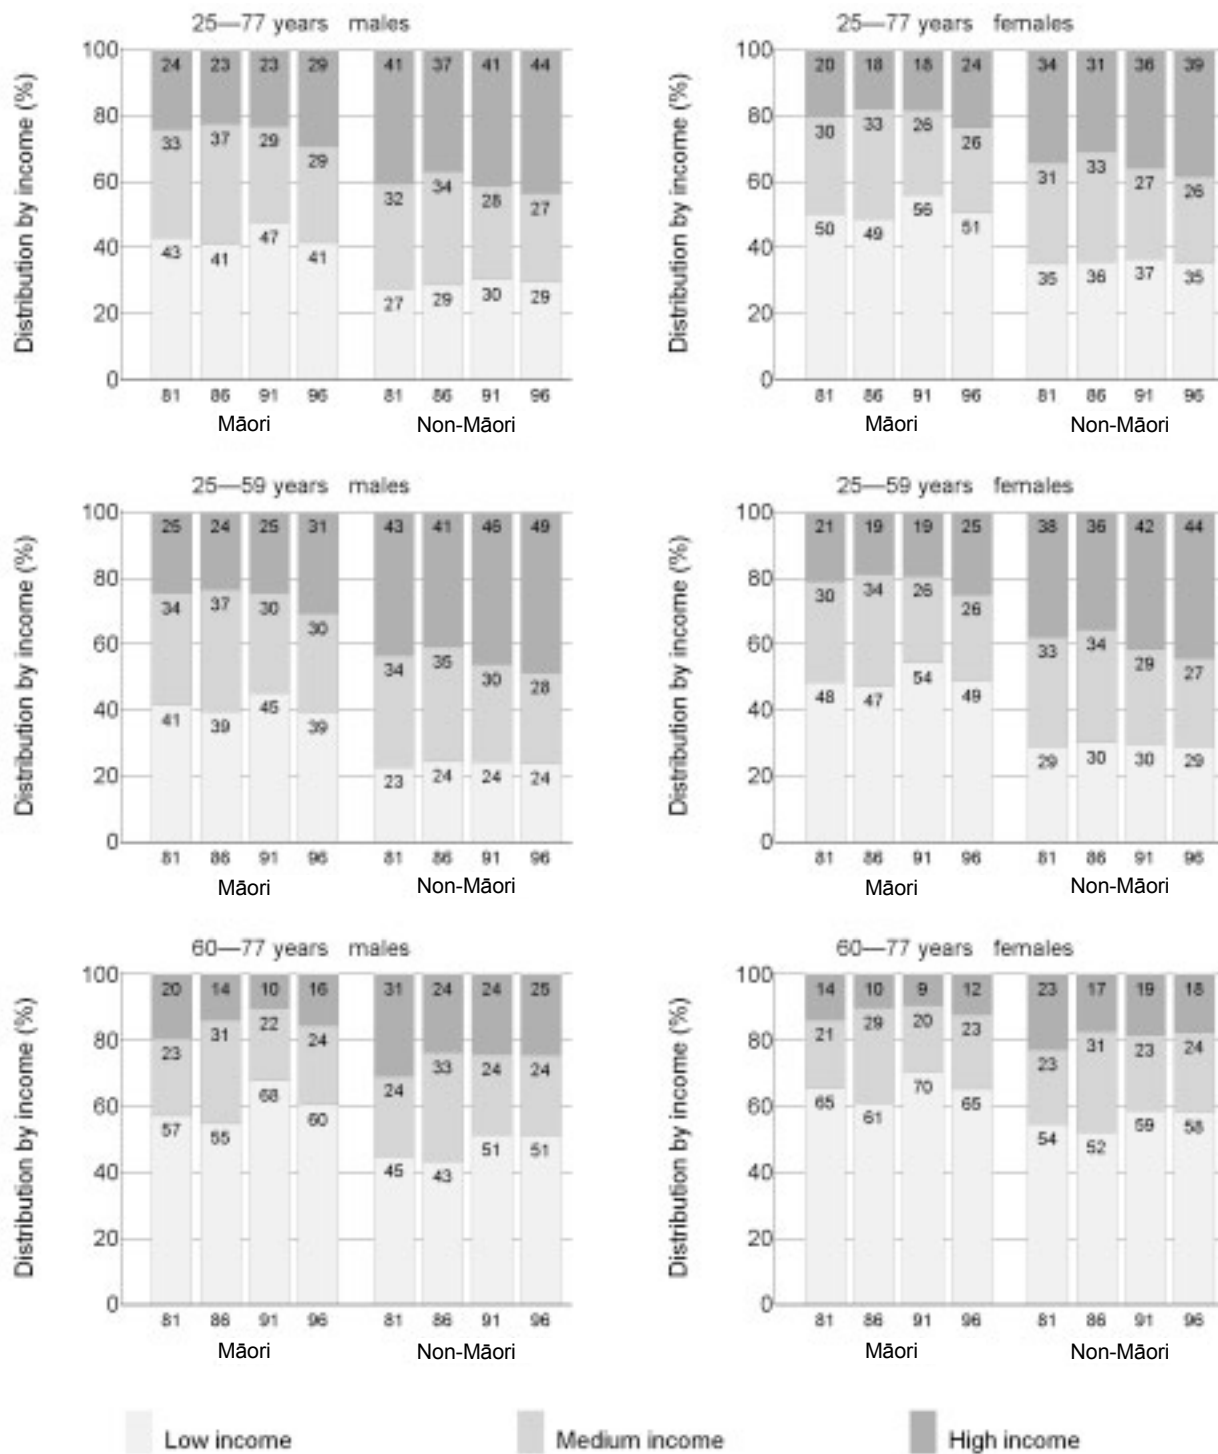 25—77 years males
Distribution by income (%)
100
80
60
40
20
0
24 23 23 29 41 37 41 44
33 37 29 29 32 34 28 27
43 41 47 41 27 29 30 29
81 86 91 96 81 86 91 96
Māori Non-Māori
25—77 years females
Distribution by income (%)
100
80
60
40
20
0
20 18 18 24 34 31 36 39
30 33 26 26 31 33 27 26
50 49 56 51 35 36 37 35
81 86 91 96 81 86 91 96
Māori Non-Māori
25—59 years males
Distribution by income (%)
100
80
60
40
20
0
25 24 25 31 43 41 46 49
34 37 30 30 34 35 30 28
41 39 45 39 23 24 24 24
81 86 91 96 81 86 91 96
Māori Non-Māori
25—59 years females
Distribution by income (%)
100
80
60
40
20
0
21 19 19 25 38 36 42 44
30 34 26 26 33 34 29 27
48 47 54 49 29 30 30 29
81 86 91 96 81 86 91 96
Māori Non-Māori
60—77 years males
Distribution by income (%)
100
80
60
40
20
0
20 14 10 16 31 24 24 25
23 31 22 24 24 33 24 24
57 55 68 60 45 43 51 51
81 86 91 96 81 86 91 96
Māori Non-Māori
60—77 years females
Distribution by income (%)
100
80
60
40
20
0
14 10 9 12 23 17 19 18
21 29 20 23 23 31 23 24
65 61 70 65 54 52 59 58
81 86 91 96 81 86 91 96
Māori Non-Māori
Low income Medium income High income